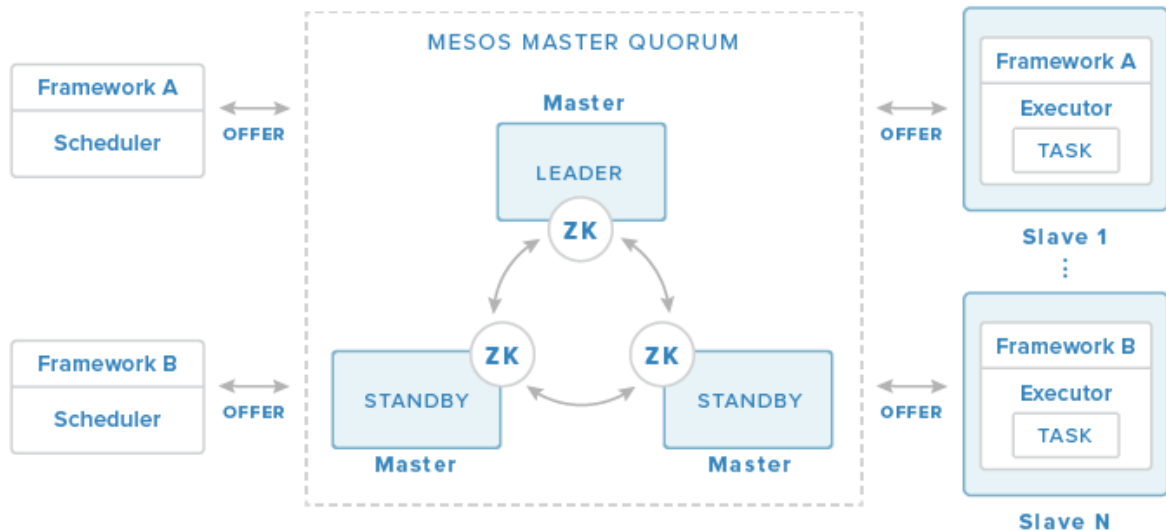 MESOS MASTER QUORUM
Framework A
Scheduler
OFFER
Framework B
Scheduler
OFFER
Master
LEADER
ZK
ZK
ZK
STANDBY
STANDBY
Master
Master
OFFER
Framework A
Executor
TASK
Slave 1
⋮
OFFER
Framework B
Executor
TASK
Slave N